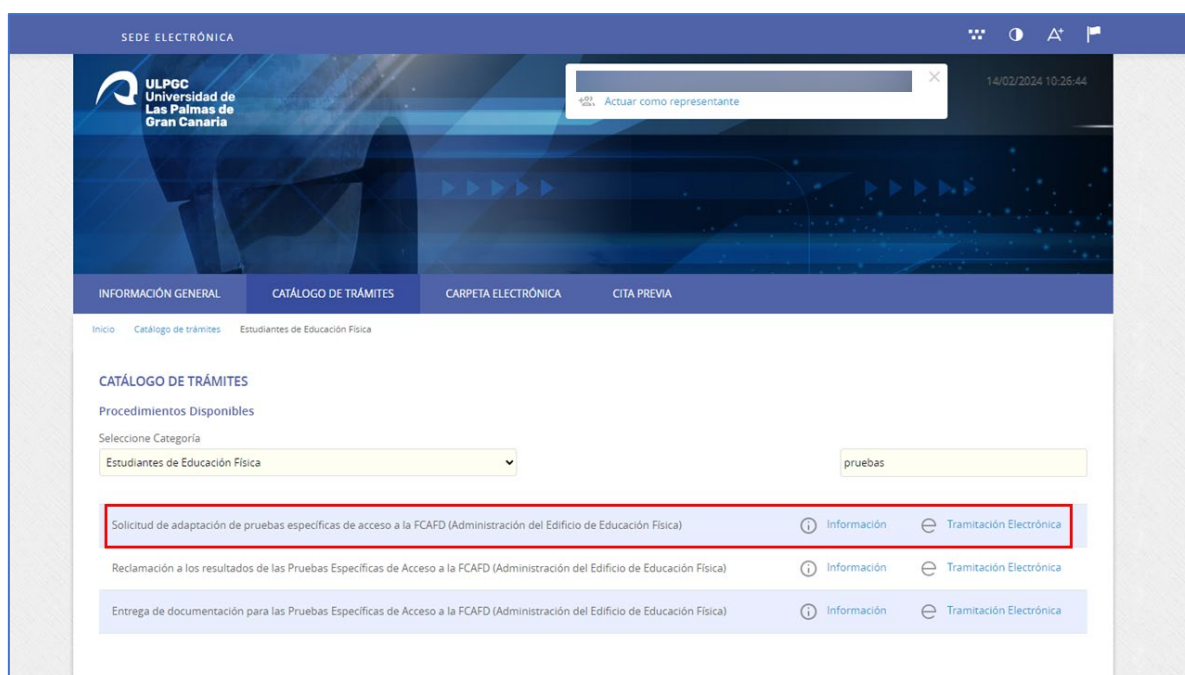 SEDE ELECTRÓNICA
A+
ULPGC
Universidad de
Las Palmas de
Gran Canaria
Actuar como representante
14/02/2024 10:26:44
INFORMACIÓN GENERAL CATÁLOGO DE TRÁMITES CARPETA ELECTRÓNICA CITA PREVIA
Inicio Catálogo de trámites Estudiantes de Educación Física
CATÁLOGO DE TRÁMITES
Procedimientos Disponibles
Seleccione Categoría
Estudiantes de Educación Física pruebas
Solicitud de adaptación de pruebas específicas de acceso a la FCAFD (Administración del Edificio de Educación Física) Información Tramitación Electrónica
Reclamación a los resultados de las Pruebas Específicas de Acceso a la FCAFD (Administración del Edificio de Educación Física) Información Tramitación Electrónica
Entrega de documentación para las Pruebas Específicas de Acceso a la FCAFD (Administración del Edificio de Educación Física) Información Tramitación Electrónica